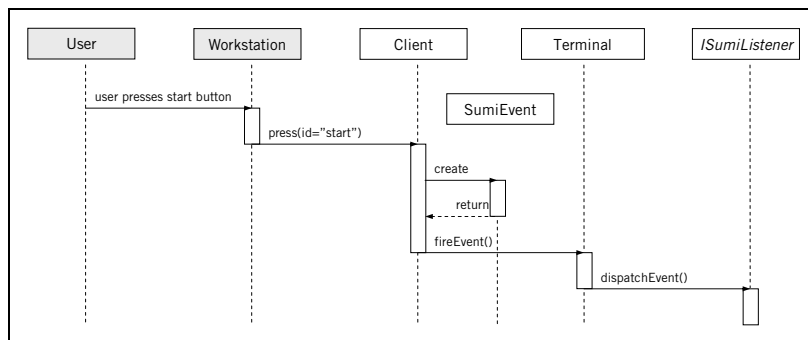 User
Workstation
Client
Terminal
ISumiListener
user presses start button
SumiEvent
press(id=”start”)
create
return
fireEvent()
dispatchEvent()